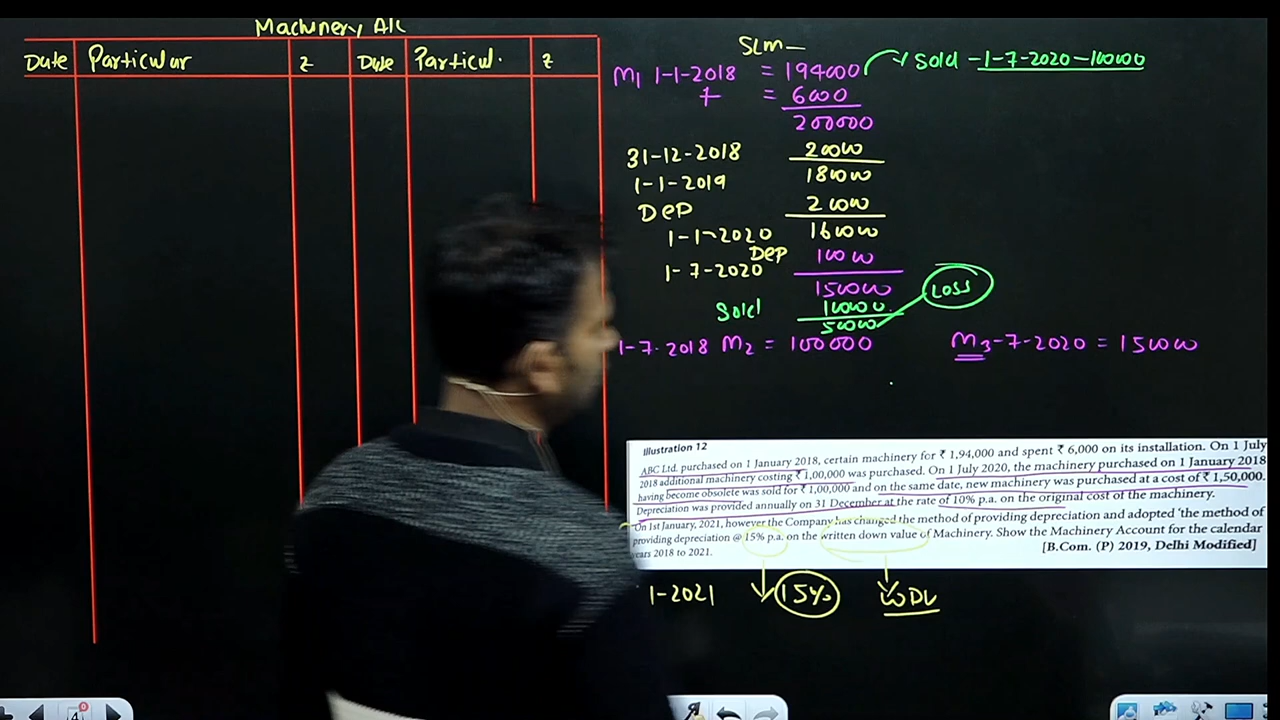 Machinery A/c
Date Particular ₹ Date Particul. ₹
SLM—
M1 1-1-2018 = 194000 → Sold - 1-7-2020 - 100000
+ = 6000
200000
31-12-2018 20000
1-1-2019 180000
DEP 20000
1-1-2020 160000
Dep 10000
1-7-2020 150000
Sold 100000
50000 Loss
1-7-2018 M2 = 100000 M3-7-2020 = 150000
Illustration 12
ABC Ltd. purchased on 1 January 2018, certain machinery for ₹ 1,94,000 and spent ₹ 6,000 on its installation. On 1 July
2018 additional machinery costing ₹ 1,00,000 was purchased. On 1 July 2020, the machinery purchased on 1 January 2018
having become obsolete was sold for ₹ 1,00,000 and on the same date, new machinery was purchased at a cost of ₹ 1,50,000.
Depreciation was provided annually on 31 December at the rate of 10% p.a. on the original cost of the machinery.
On 1st January, 2021, however the Company has changed the method of providing depreciation and adopted 'the method of
providing depreciation @ 15% p.a. on the written down value of Machinery. Show the Machinery Account for the calendar
years 2018 to 2021.
[B.Com. (P) 2019, Delhi Modified]
1-2021 15% WDV